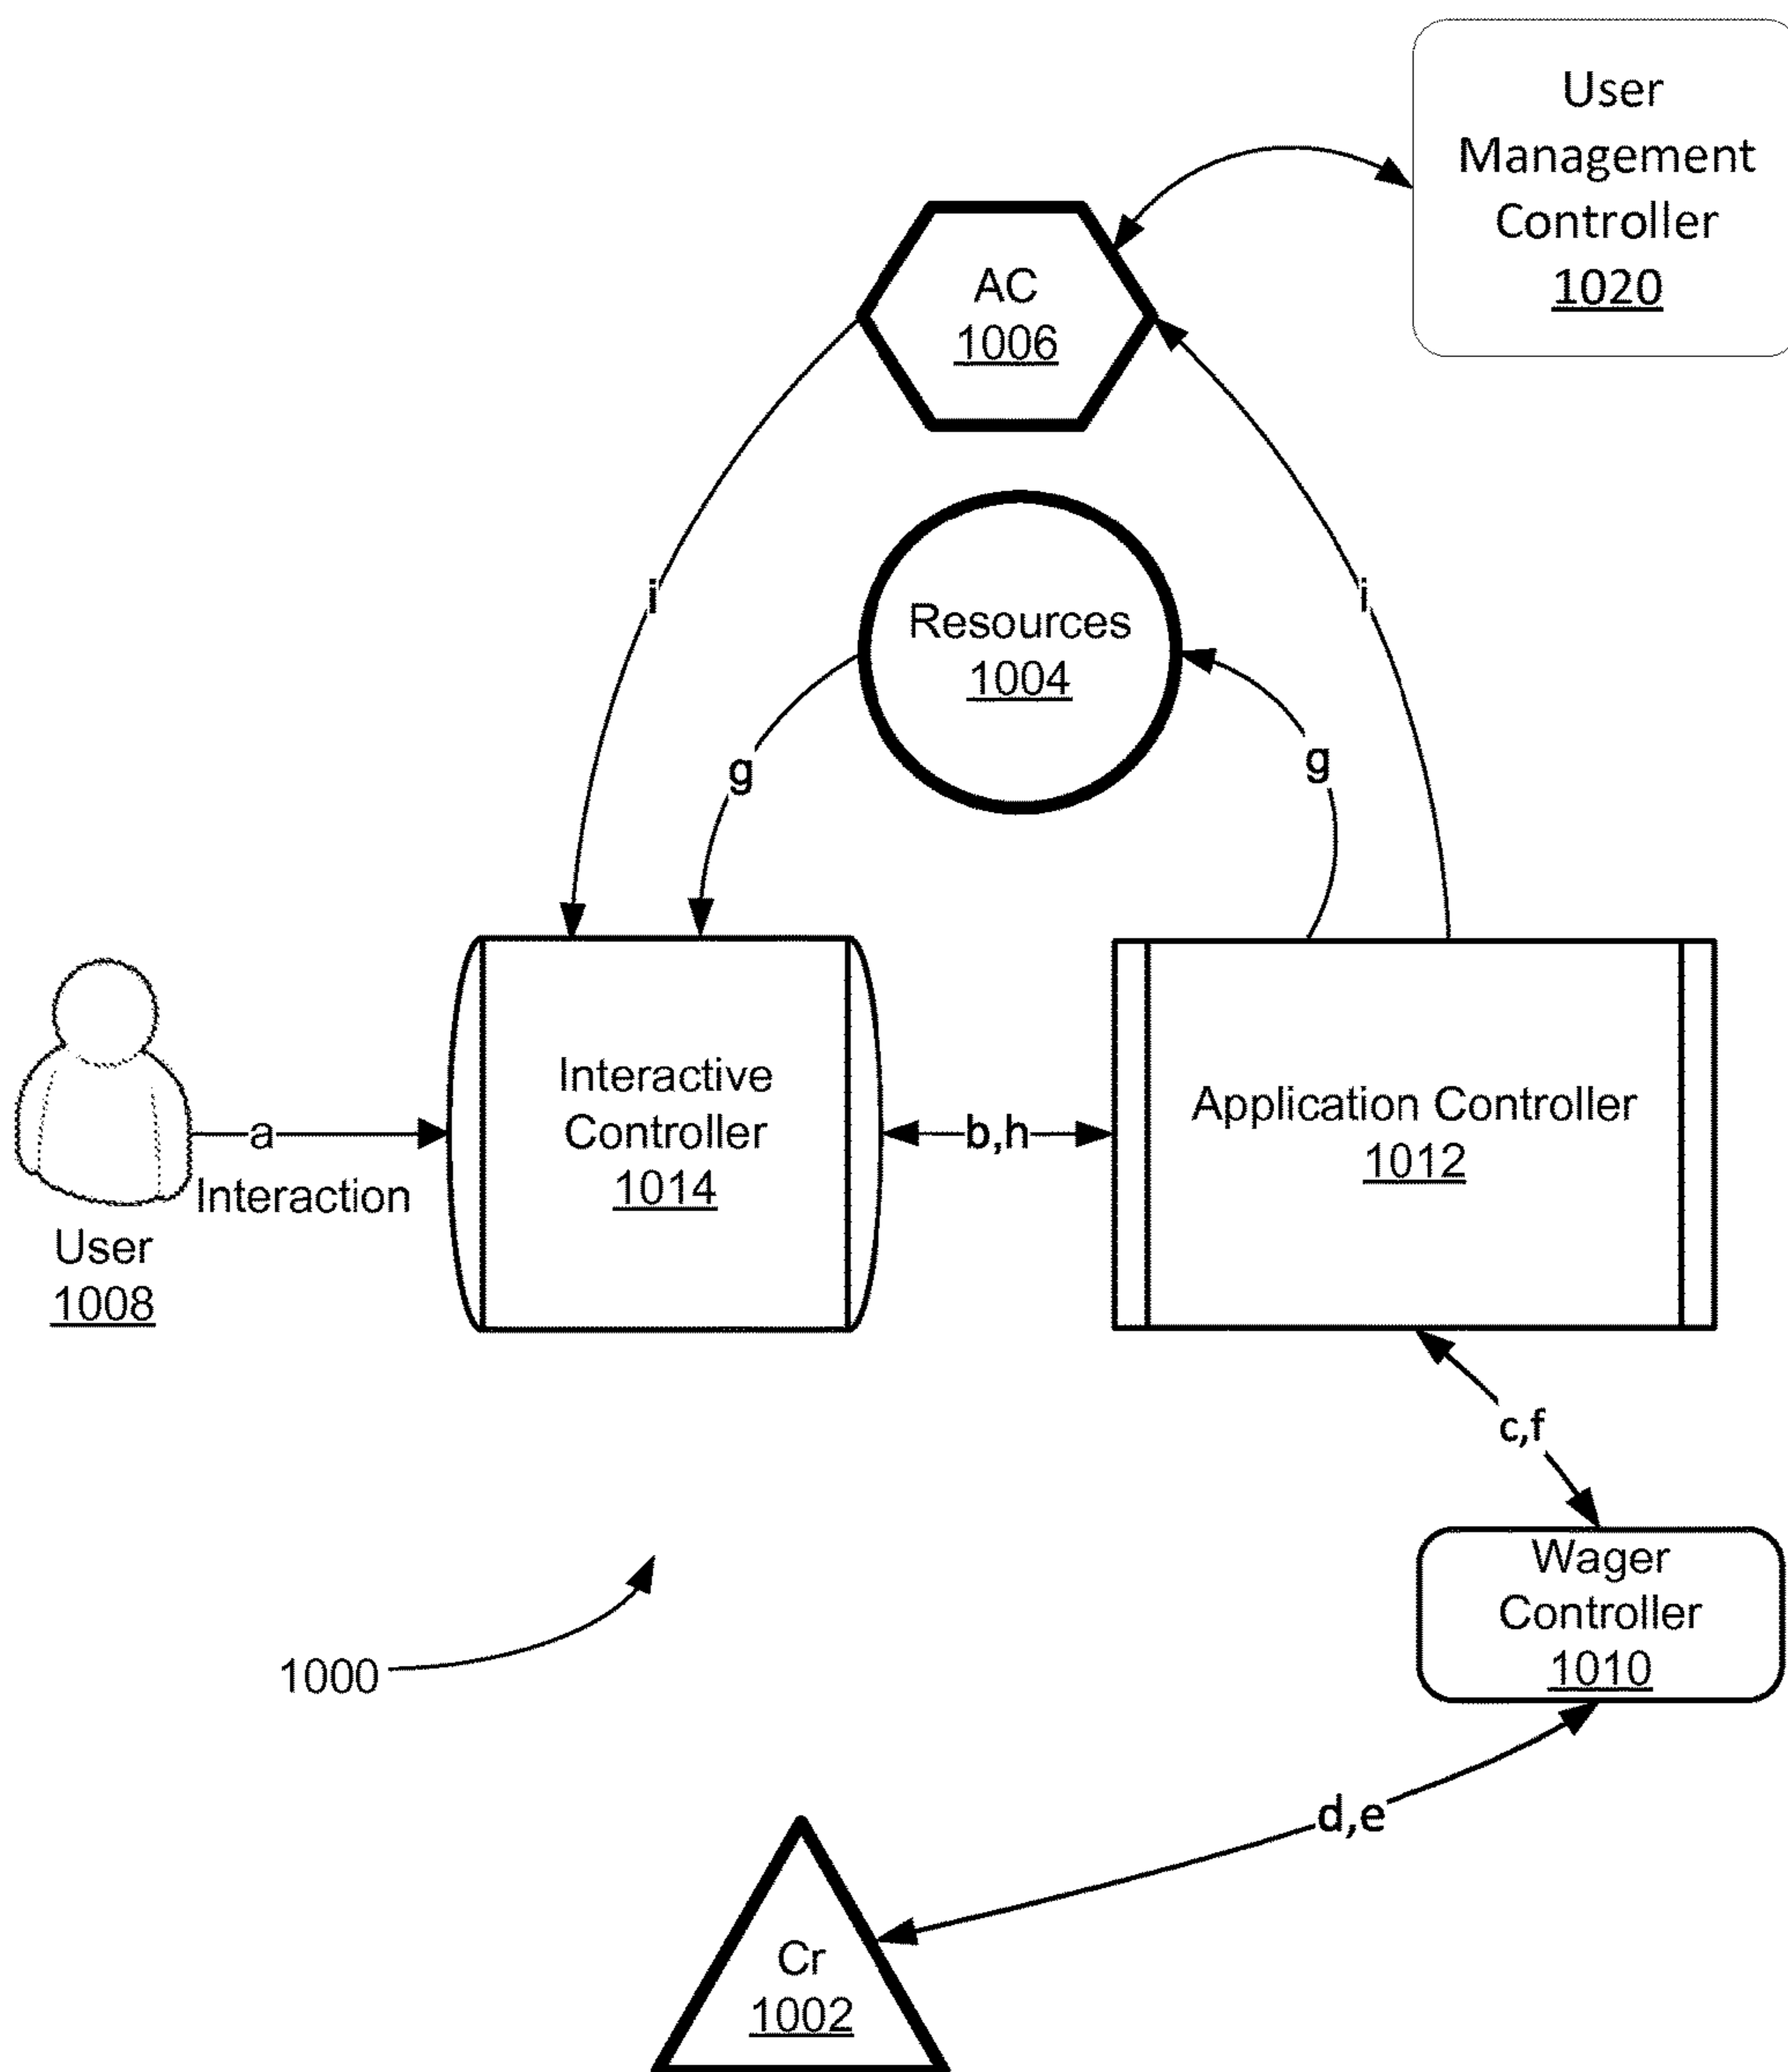 User
Management
Controller
1020
AC
1006
i
i
Resources
1004
g
g
Interactive
Controller
1014
Application Controller
1012
a
b,h
Interaction
User
1008
c,f
Wager
Controller
1010
1000
d,e
Cr
1002